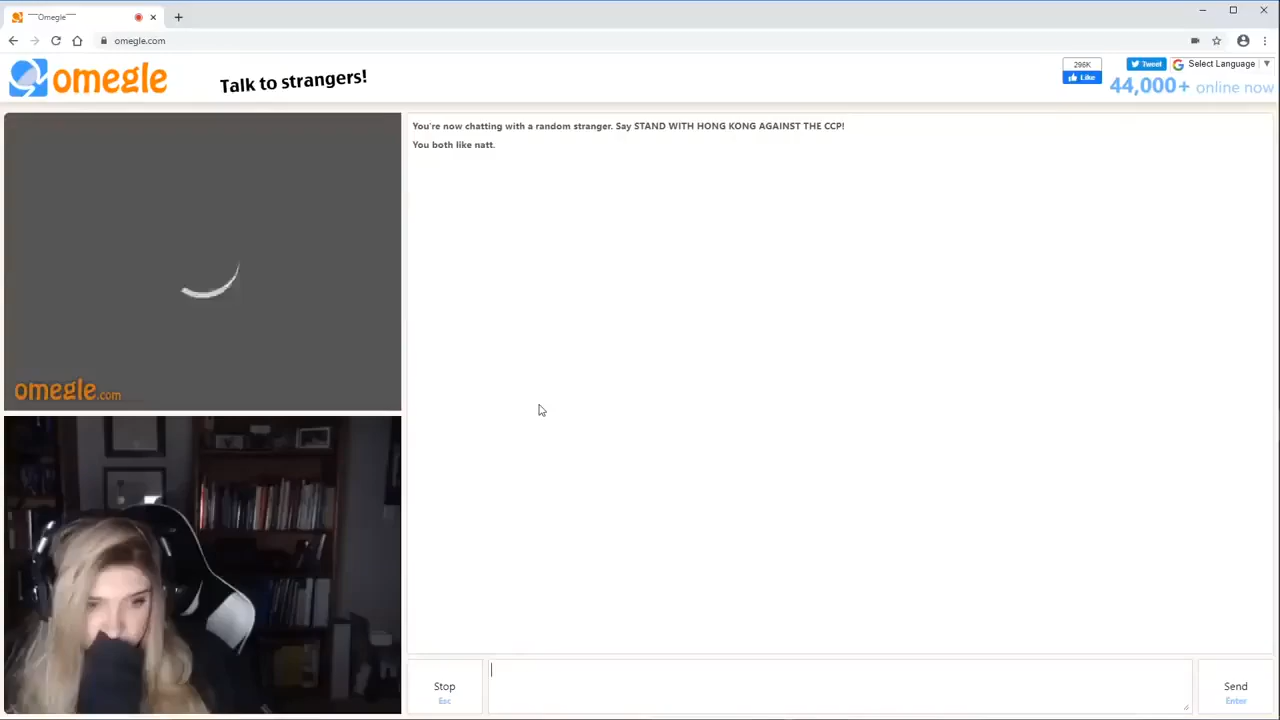 Omegle
omegle.com
omegle
Talk to strangers!
296K
Like
Tweet
Select Language
44,000+ online now
You're now chatting with a random stranger. Say STAND WITH HONG KONG AGAINST THE CCP!
You both like natt.
omegle.com
Stop
Esc
Send
Enter